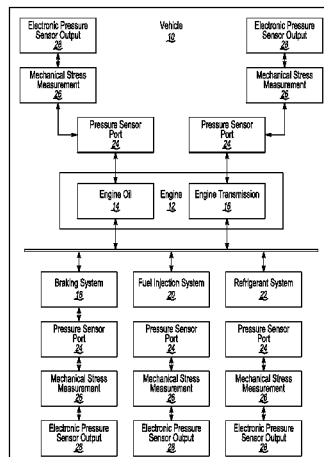 Electronic Pressure
Sensor Output
28
Vehicle
10
Electronic Pressure
Sensor Output
28
Mechanical Stress
Measurement
26
Mechanical Stress
Measurement
26
Pressure Sensor
Port
24
Pressure Sensor
Port
24
Engine Oil
14
Engine
12
Engine Transmission
16
Braking System
18
Fuel Injection System
20
Refrigerant System
22
Pressure Sensor
Port
24
Pressure Sensor
Port
24
Pressure Sensor
Port
24
Mechanical Stress
Measurement
26
Mechanical Stress
Measurement
26
Mechanical Stress
Measurement
26
Electronic Pressure
Sensor Output
28
Electronic Pressure
Sensor Output
28
Electronic Pressure
Sensor Output
28